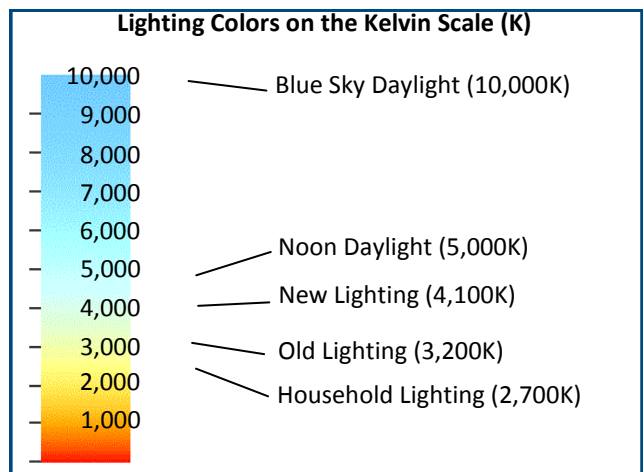 Lighting Colors on the Kelvin Scale (K)
10,000
Blue Sky Daylight (10,000K)
9,000
8,000
7,000
6,000
Noon Daylight (5,000K)
5,000
New Lighting (4,100K)
4,000
3,000
Old Lighting (3,200K)
2,000
Household Lighting (2,700K)
1,000